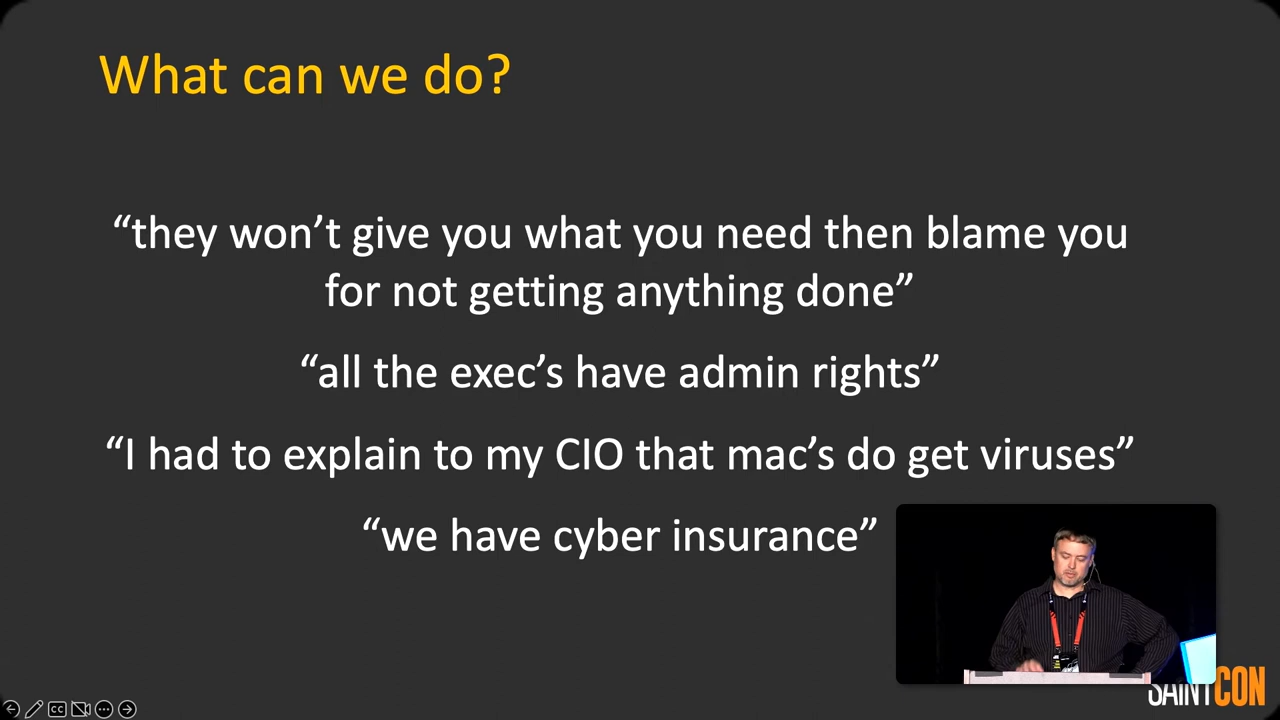 What can we do?
“they won’t give you what you need then blame you
for not getting anything done”
“all the exec’s have admin rights”
“I had to explain to my CIO that mac’s do get viruses”
“we have cyber insurance”
SAINTCON
CC